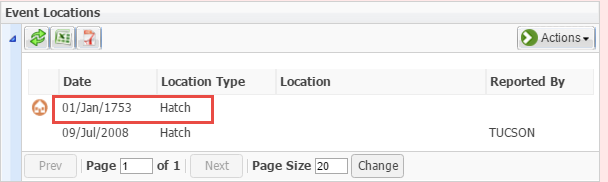 Event Locations
Actions
Date Location Type Location Reported By
01/Jan/1753 Hatch
09/Jul/2008 Hatch TUCSON
Prev Page 1 of 1 Next Page Size 20 Change